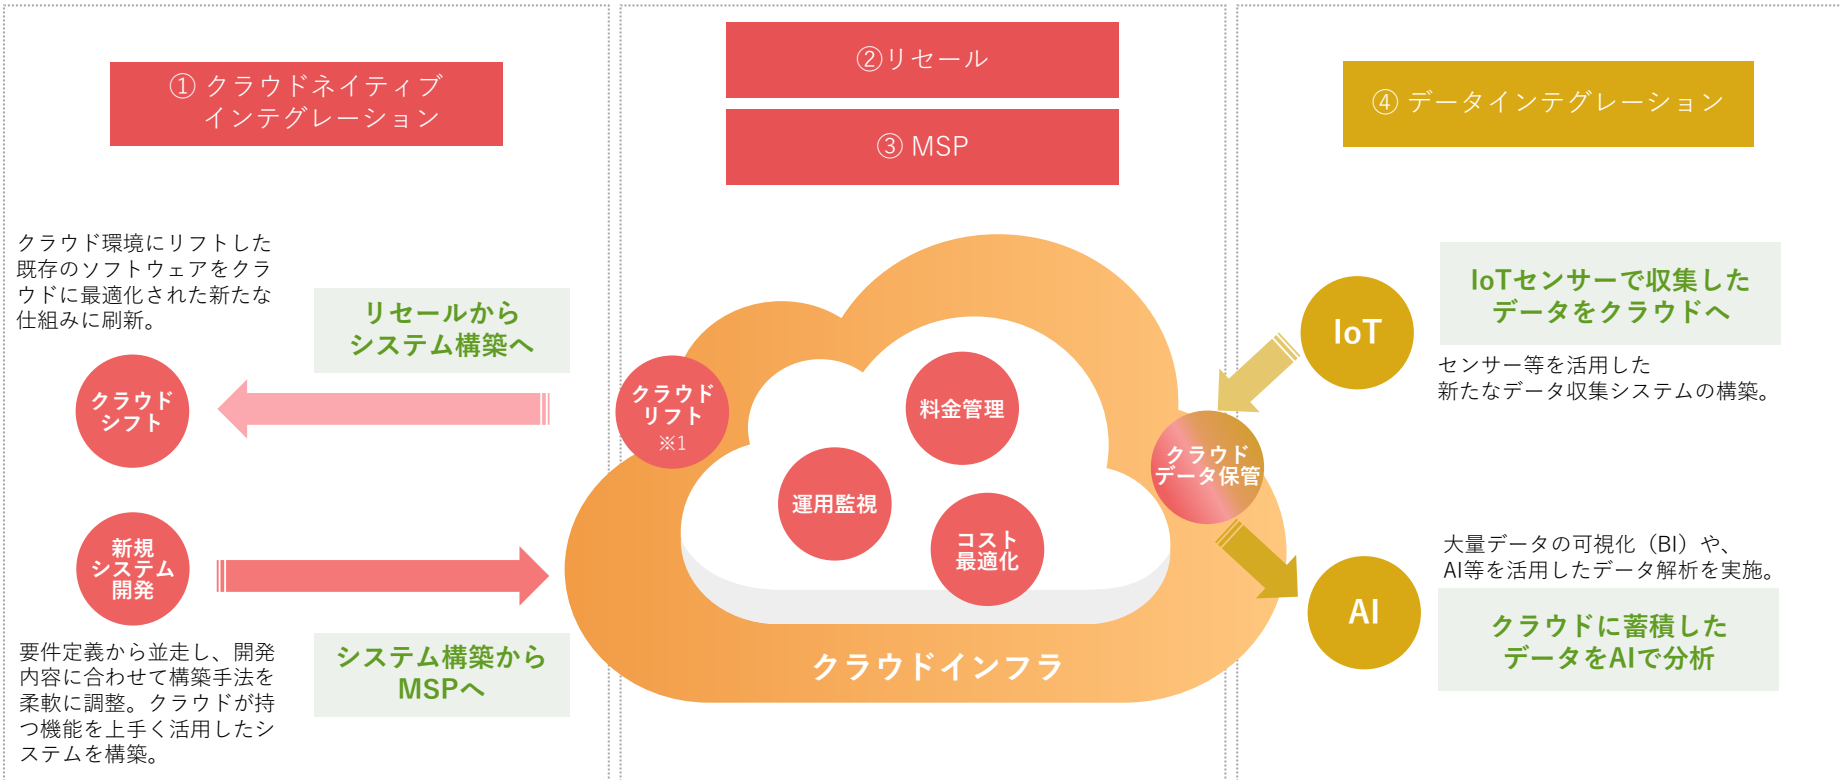 ① クラウドネイティブ
インテグレーション
クラウド環境にリフトした
既存のソフトウェアをクラ
ウドに最適化された新たな
仕組みに刷新。
リセールから
システム構築へ
クラウド
シフト
新規
システム
開発
要件定義から並走し、開発
内容に合わせて構築手法を
柔軟に調整。クラウドが持
つ機能を上手く活用したシ
ステムを構築。
システム構築から
MSPへ
②リセール
③ MSP
クラウド
リフト
※1
料金管理
運用監視
コスト
最適化
クラウド
データ保管
クラウドインフラ
④ データインテグレーション
IoT
IoTセンサーで収集した
データをクラウドへ
センサー等を活用した
新たなデータ収集システムの構築。
大量データの可視化（BI）や、
AI等を活用したデータ解析を実施。
AI
クラウドに蓄積した
データをAIで分析